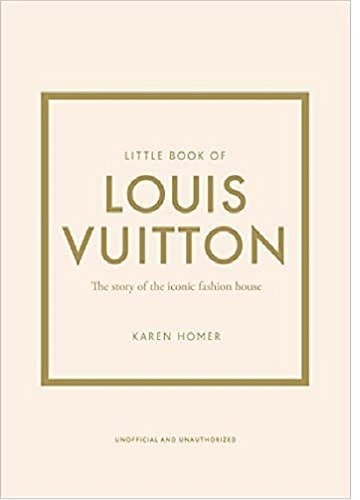 LITTLE BOOK OF
LOUIS
VUITTON
The story of the iconic fashion house
KAREN HOMER
UNOFFICIAL AND UNAUTHORIZED